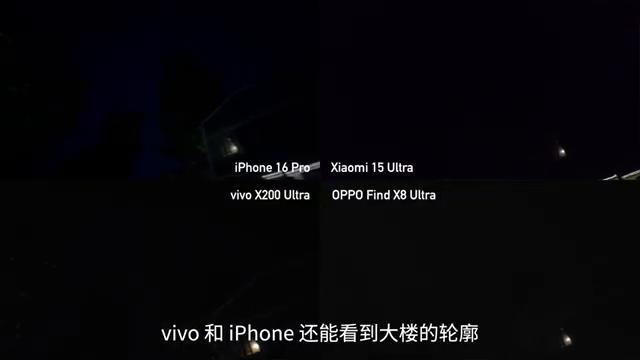 iPhone 16 Pro
Xiaomi 15 Ultra
vivo X200 Ultra
OPPO Find X8 Ultra
vivo 和 iPhone 还能看到大楼的轮廓